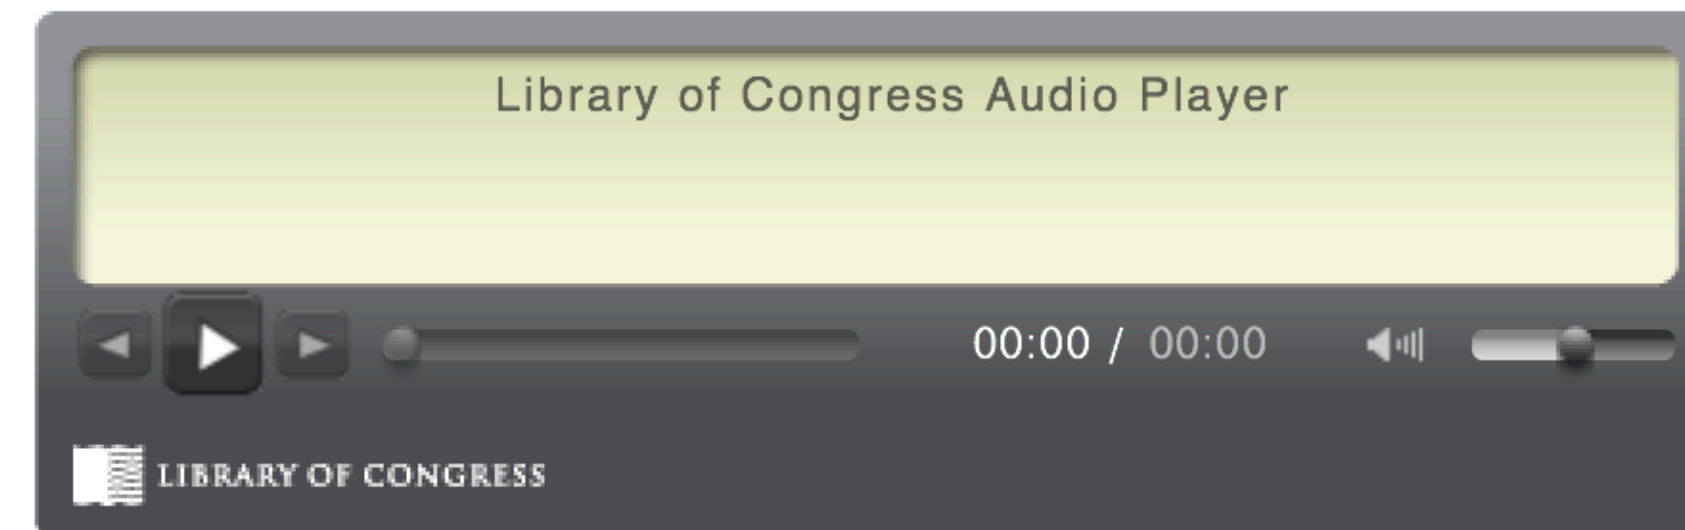 Library of Congress Audio Player
00:00 / 00:00
LIBRARY OF CONGRESS